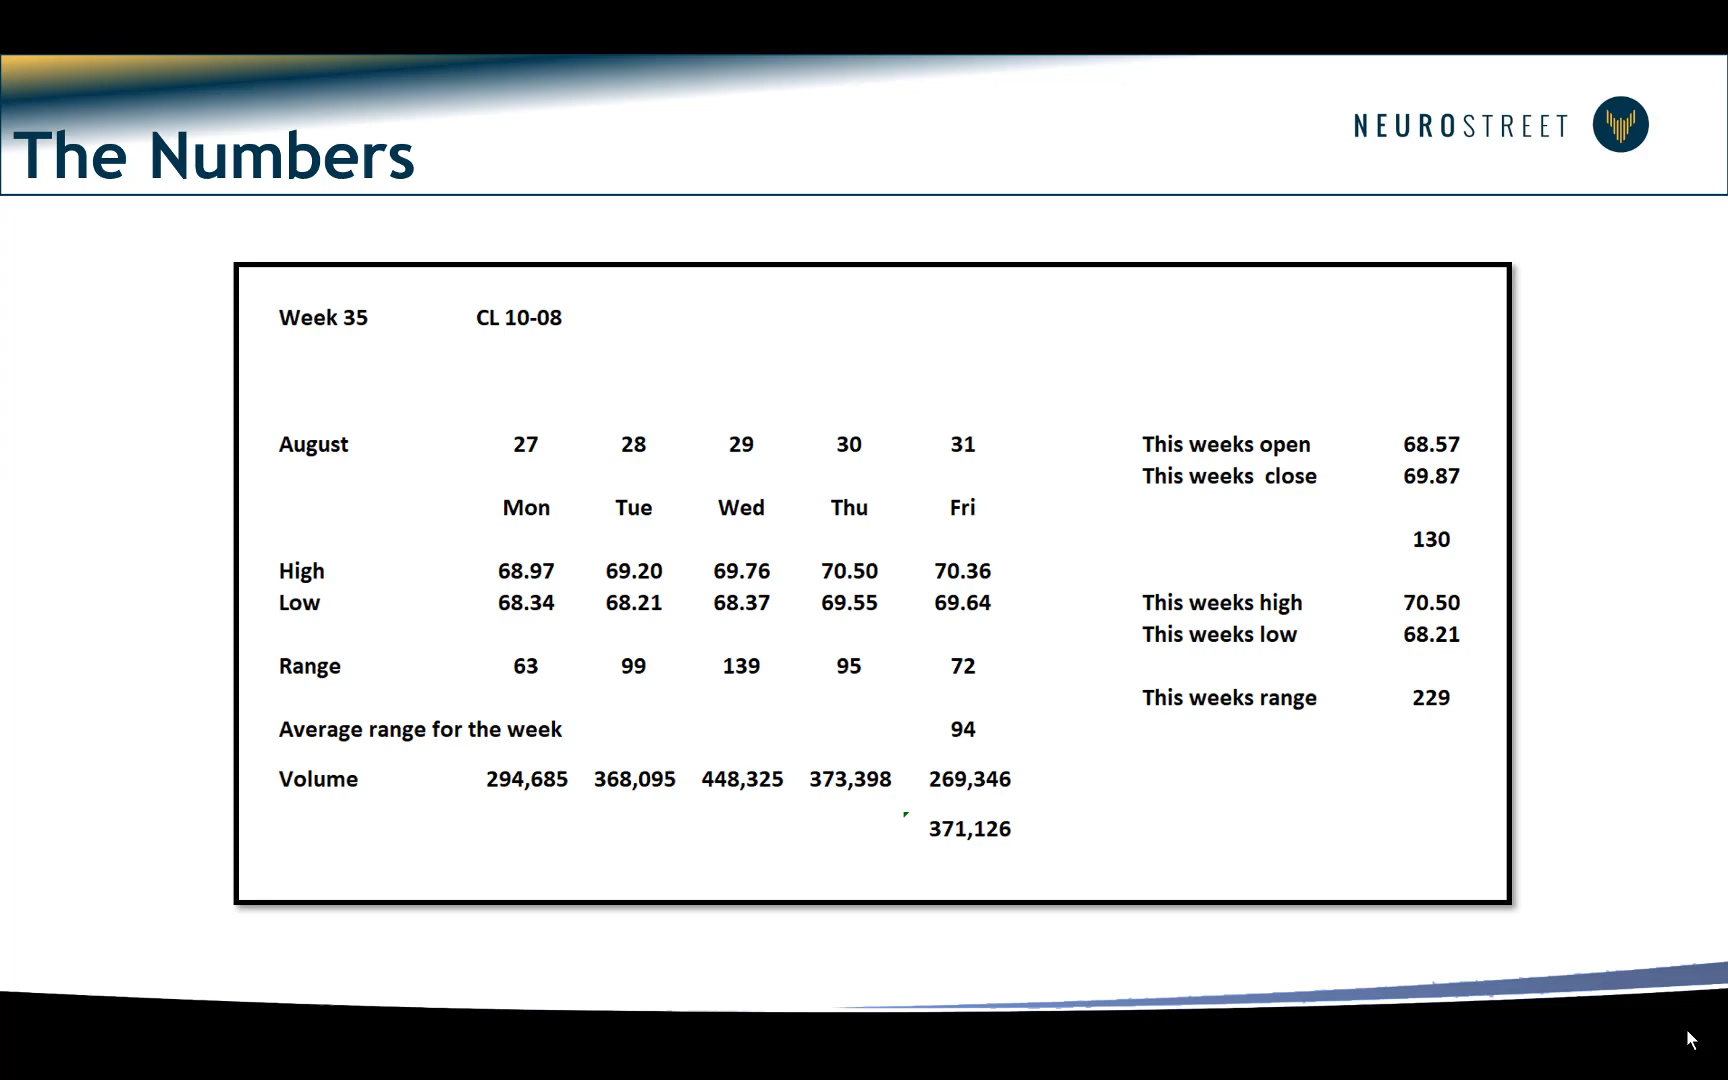 The Numbers
NEUROSTREET
Week 35 CL 10-08
August 27 28 29 30 31 This weeks open 68.57
This weeks close 69.87
Mon Tue Wed Thu Fri
130
High 68.97 69.20 69.76 70.50 70.36
Low 68.34 68.21 68.37 69.55 69.64 This weeks high 70.50
This weeks low 68.21
Range 63 99 139 95 72
This weeks range 229
Average range for the week 94
Volume 294,685 368,095 448,325 373,398 269,346
371,126